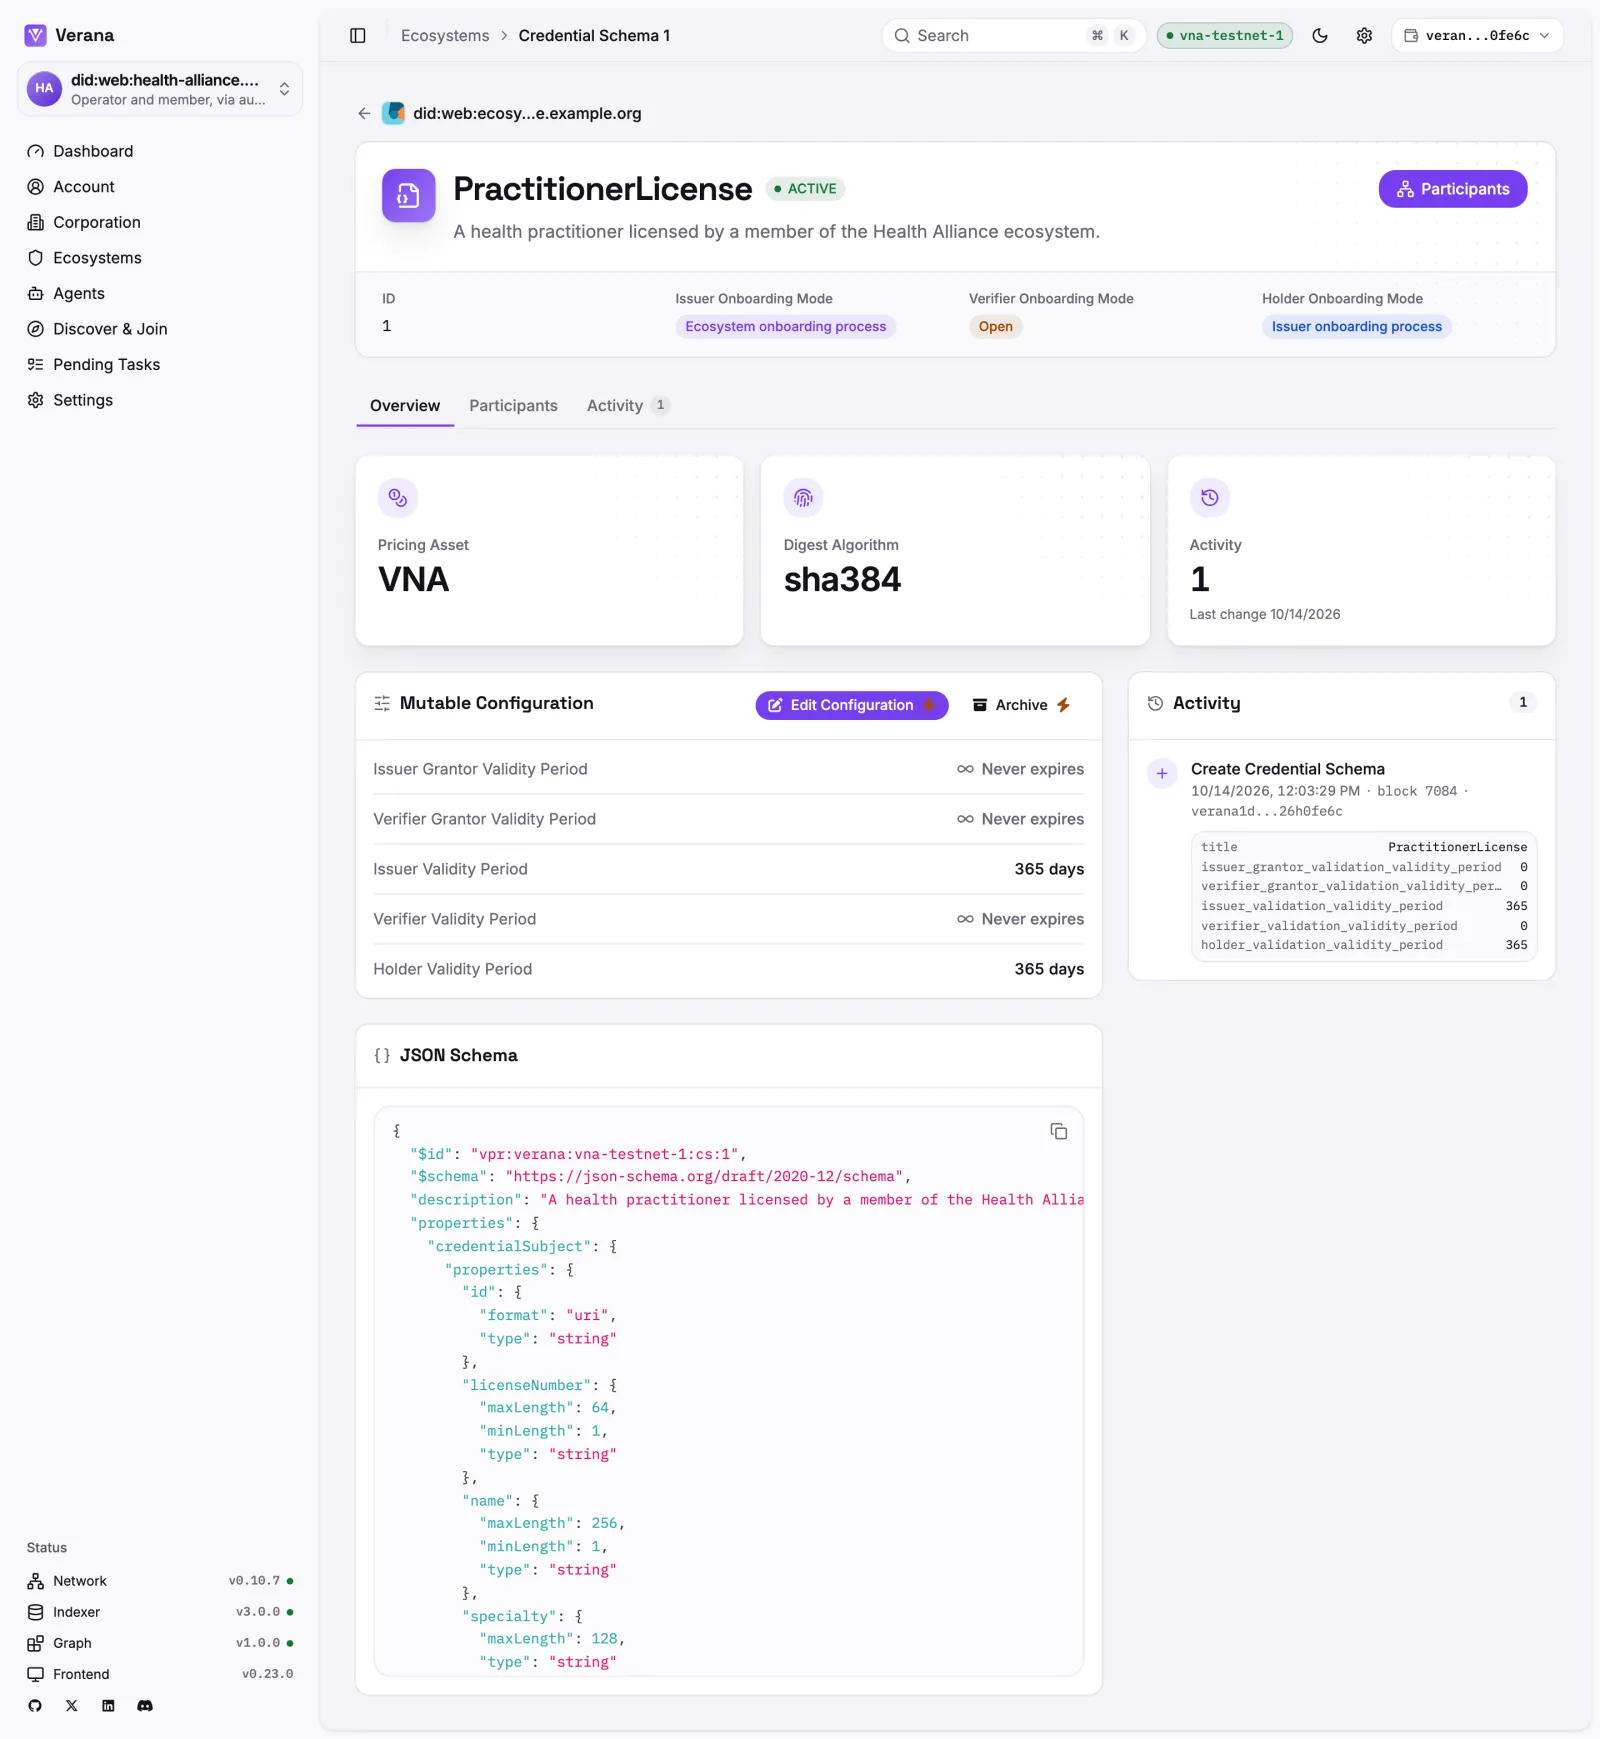 Verana
HA
did:web:health-alliance....
Operator and member, via au...
Dashboard
Account
Corporation
Ecosystems
Agents
Discover & Join
Pending Tasks
Settings
Status
Network v0.10.7
Indexer v3.0.0
Graph v1.0.0
Frontend v0.23.0
Ecosystems > Credential Schema 1
Search ⌘ K
vna-testnet-1
veran...0fe6c
did:web:ecosy...e.example.org
PractitionerLicense
ACTIVE
Participants
A health practitioner licensed by a member of the Health Alliance ecosystem.
ID
1
Issuer Onboarding Mode
Ecosystem onboarding process
Verifier Onboarding Mode
Open
Holder Onboarding Mode
Issuer onboarding process
Overview
Participants
Activity 1
Pricing Asset
VNA
Digest Algorithm
sha384
Activity
1
Last change 10/14/2026
Mutable Configuration
Edit Configuration
Archive
Issuer Grantor Validity Period ∞ Never expires
Verifier Grantor Validity Period ∞ Never expires
Issuer Validity Period 365 days
Verifier Validity Period ∞ Never expires
Holder Validity Period 365 days
Activity 1
Create Credential Schema
10/14/2026, 12:03:29 PM · block 7084 ·
verana1d...26h0fe6c
title PractitionerLicense
issuer_grantor_validation_validity_period 0
verifier_grantor_validation_validity_per… 0
issuer_validation_validity_period 365
verifier_validation_validity_period 0
holder_validation_validity_period 365
{} JSON Schema
{
"$id": "vpr:verana:vna-testnet-1:cs:1",
"$schema": "https://json-schema.org/draft/2020-12/schema",
"description": "A health practitioner licensed by a member of the Health Allia
"properties": {
"credentialSubject": {
"properties": {
"id": {
"format": "uri",
"type": "string"
},
"licenseNumber": {
"maxLength": 64,
"minLength": 1,
"type": "string"
},
"name": {
"maxLength": 256,
"minLength": 1,
"type": "string"
},
"specialty": {
"maxLength": 128,
"type": "string"